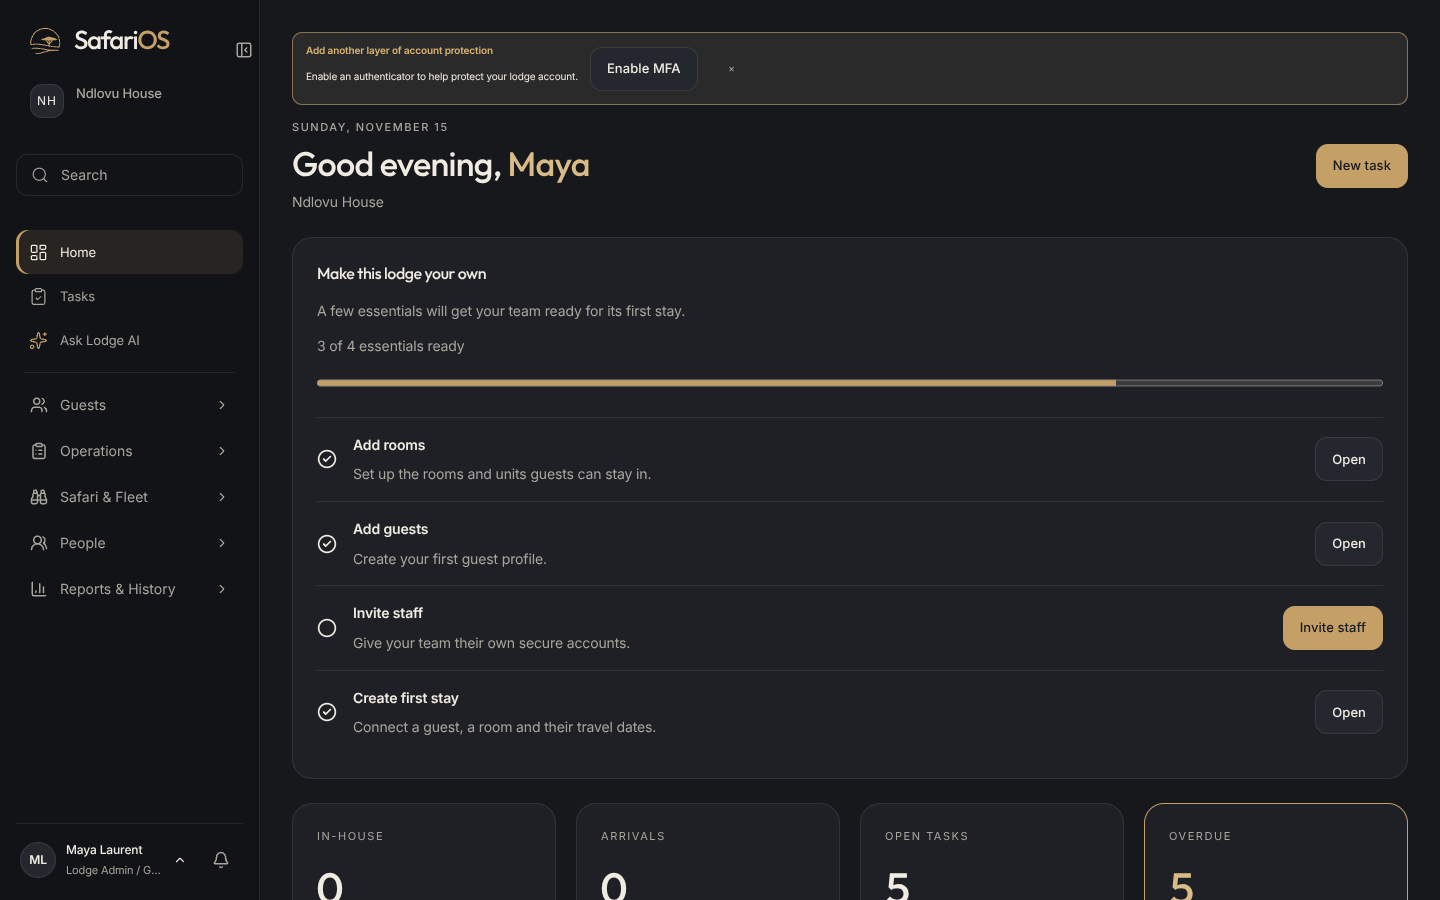 SafariOS
NH
Ndlovu House
Search
Home
Tasks
Ask Lodge AI
Guests
Operations
Safari & Fleet
People
Reports & History
ML
Maya Laurent
Lodge Admin / G...
Add another layer of account protection
Enable an authenticator to help protect your lodge account.
Enable MFA
×
SUNDAY, NOVEMBER 15
Good evening, Maya
Ndlovu House
New task
Make this lodge your own
A few essentials will get your team ready for its first stay.
3 of 4 essentials ready
Add rooms
Set up the rooms and units guests can stay in.
Open
Add guests
Create your first guest profile.
Open
Invite staff
Give your team their own secure accounts.
Invite staff
Create first stay
Connect a guest, a room and their travel dates.
Open
IN-HOUSE
0
ARRIVALS
0
OPEN TASKS
5
OVERDUE
5